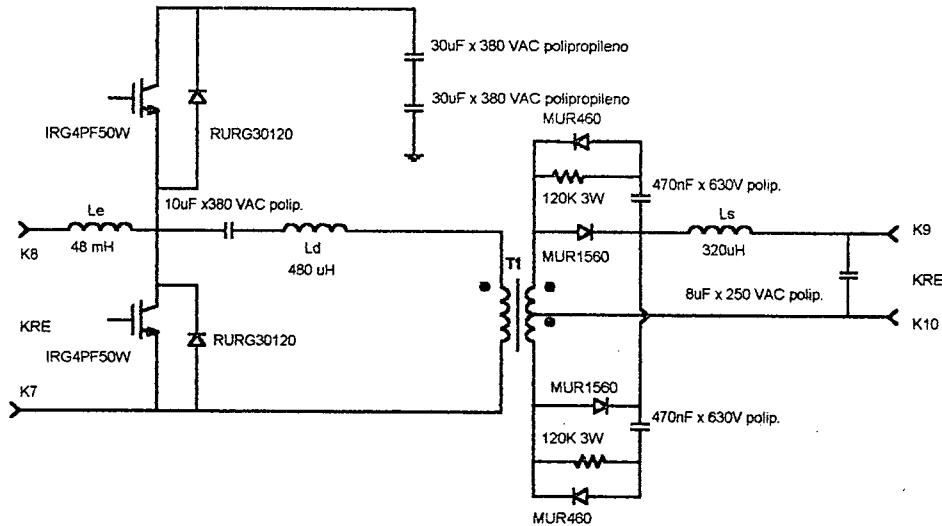 30uF x 380 VAC polipropileno
30uF x 380 VAC polipropileno
IRG4PF50W
RURG30120
MUR460
120K 3W
470nF x 630V polip.
10uF x380 VAC polip.
Le
48 mH
K8
Ld
480 uH
MUR1560
Ls
320uH
K9
T1
KRE
8uF x 250 VAC polip.
K10
KRE
IRG4PF50W
RURG30120
K7
MUR1560
470nF x 630V polip.
120K 3W
MUR460